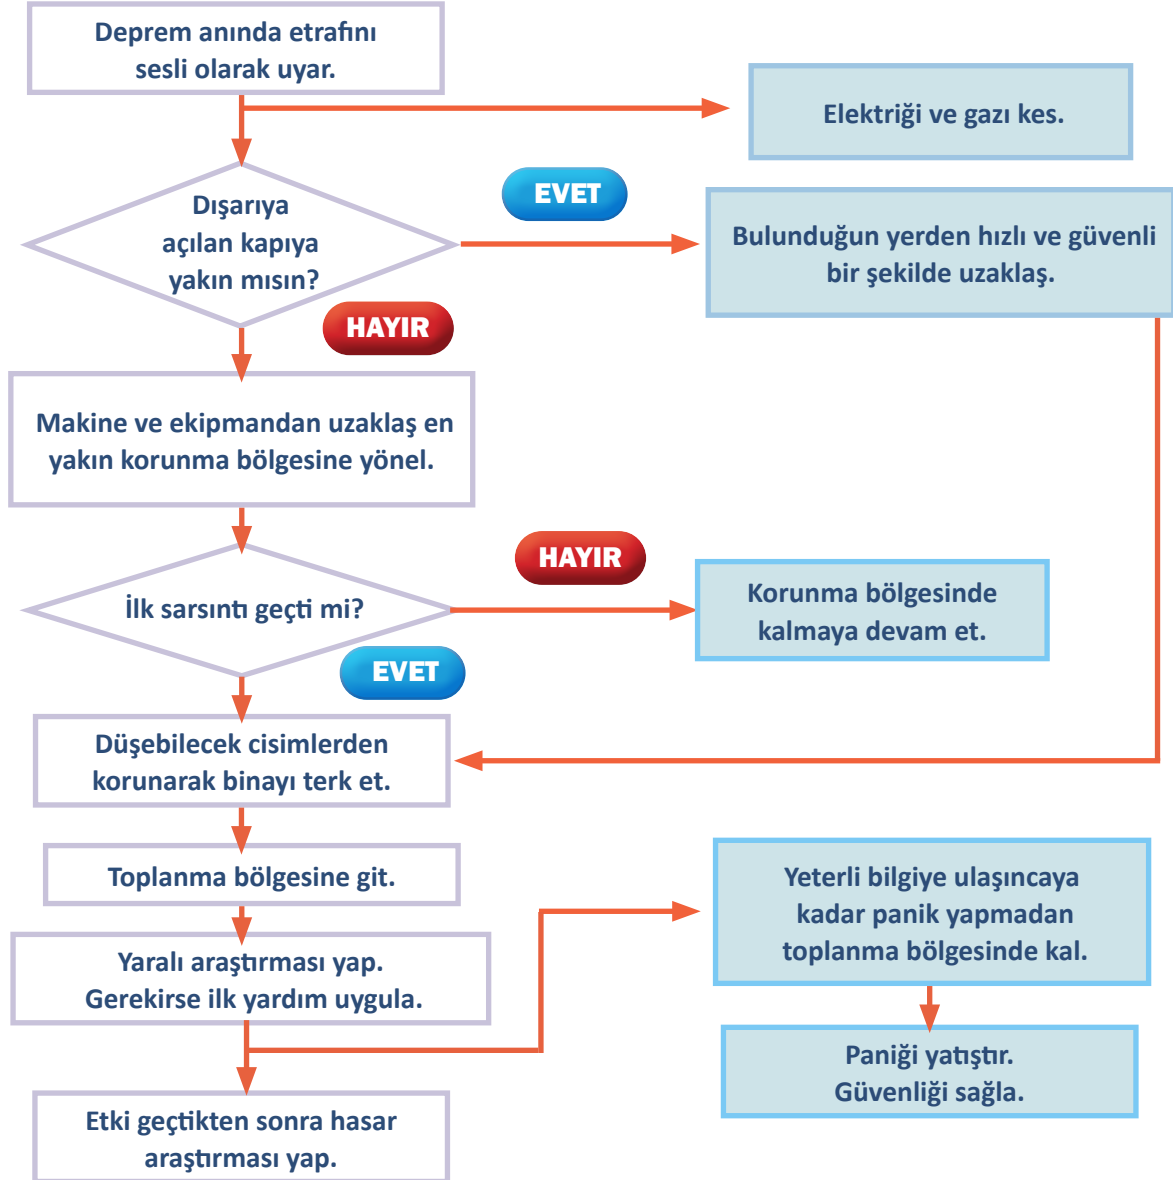 Deprem anında etrafını
sesli olarak uyar.
Elektriği ve gazı kes.
Dışarıya
açılan kapıya
yakın mısın?
EVET
Bulunduğun yerden hızlı ve güvenli
bir şekilde uzaklaş.
HAYIR
Makine ve ekipmandan uzaklaş en
yakın korunma bölgesine yönel.
İlk sarsıntı geçti mi?
HAYIR
Korunma bölgesinde
kalmaya devam et.
EVET
Düşebilecek cisimlerden
korunarak binayı terk et.
Toplanma bölgesine git.
Yaralı araştırması yap.
Gerekirse ilk yardım uygula.
Yeterli bilgiye ulaşıncaya
kadar panik yapmadan
toplanma bölgesinde kal.
Paniği yatıştır.
Güvenliği sağla.
Etki geçtikten sonra hasar
araştırması yap.